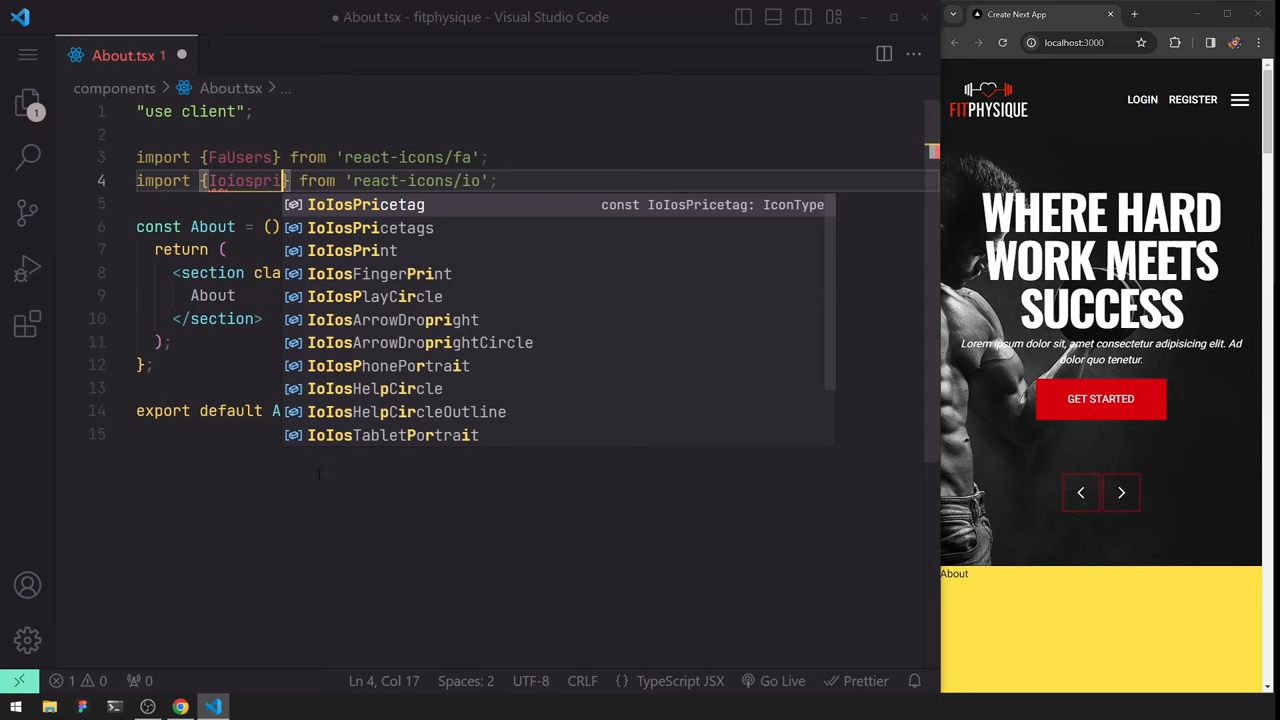 ● About.tsx - fitphysique - Visual Studio Code
About.tsx 1
components > About.tsx > ...
1 "use client";
2
3 import {FaUsers} from 'react-icons/fa';
4 import {Ioiospri} from 'react-icons/io';
5
6 const About = ()
7 return (
8 <section cla
9 About
10 </section>
11 );
12 };
13
14 export default A
15
IoIosPricetag const IoIosPricetag: IconType
IoIosPricetags
IoIosPrint
IoIosFingerPrint
IoIosPlayCircle
IoIosArrowDropright
IoIosArrowDroprightCircle
IoIosPhonePortrait
IoIosHelpCircle
IoIosHelpCircleOutline
IoIosTabletPortrait
1
1 0 0 Ln 4, Col 17 Spaces: 2 UTF-8 CRLF {} TypeScript JSX Go Live Prettier
Create Next App
localhost:3000
FITPHYSIQUE
LOGIN REGISTER
WHERE HARD
WORK MEETS
SUCCESS
Lorem ipsum dolor sit, amet consectetur adipisicing elit. Ad
dolor quo tenetur.
GET STARTED
About